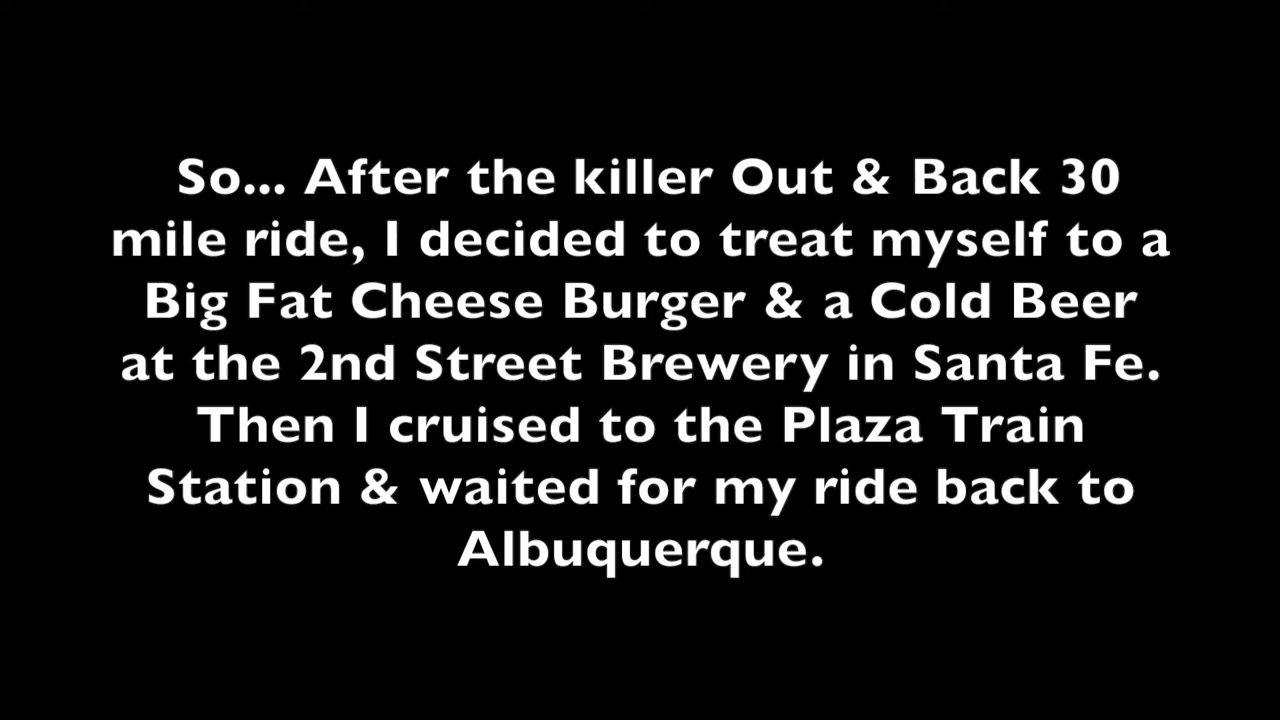 So... After the killer Out & Back 30
mile ride, I decided to treat myself to a
Big Fat Cheese Burger & a Cold Beer
at the 2nd Street Brewery in Santa Fe.
Then I cruised to the Plaza Train
Station & waited for my ride back to
Albuquerque.